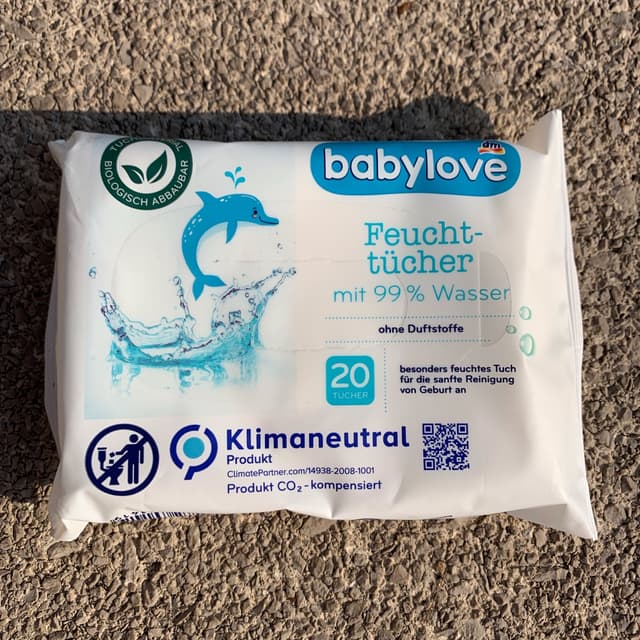 BIOLOGISCH ABBAUBAR
dm
babylove
Feucht-
tücher
mit 99 % Wasser
ohne Duftstoffe
20
TÜCHER
besonders feuchtes Tuch
für die sanfte Reinigung
von Geburt an
Klimaneutral
Produkt
ClimatePartner.com/14938-2008-1001
Produkt CO₂-kompensiert